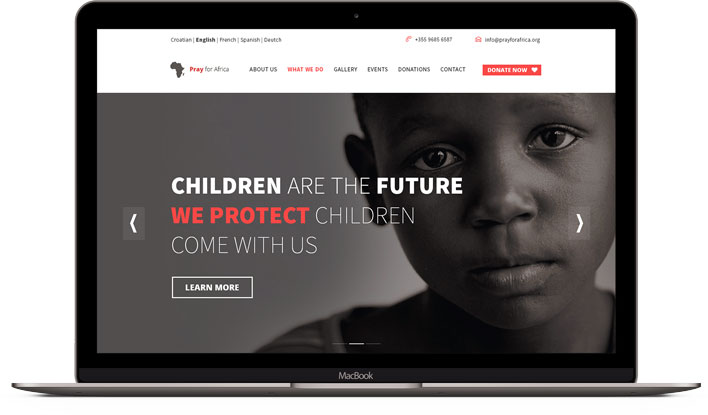 Croatian | English | French | Spanish | Deutch
+355 9685 6587
info@prayforafrica.org
Pray for Africa
ABOUT US
WHAT WE DO
GALLERY
EVENTS
DONATIONS
CONTACT
DONATE NOW
CHILDREN ARE THE FUTURE
WE PROTECT CHILDREN
COME WITH US
LEARN MORE
MacBook